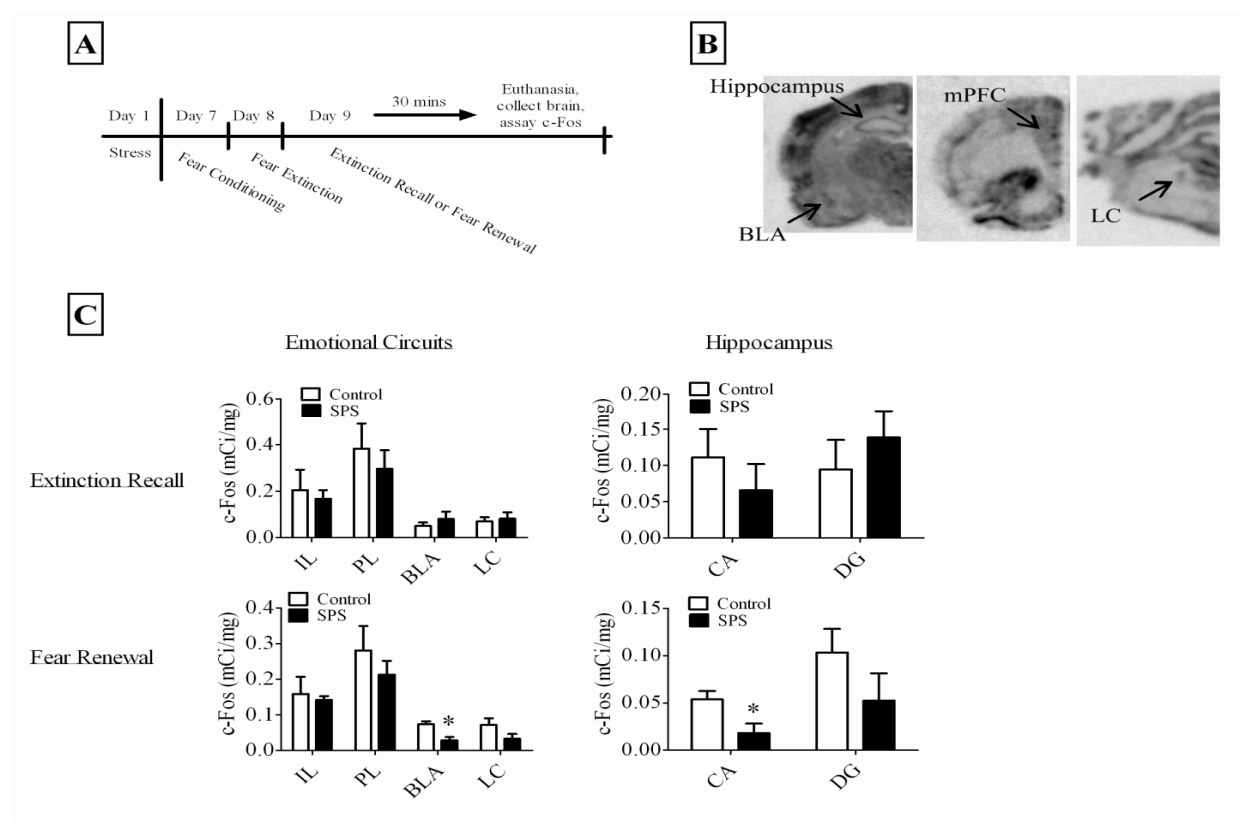 A
Day 1
Day 7
Day 8
Day 9
30 mins
Euthanasia,
collect brain,
assay c-Fos
Stress
Fear Conditioning
Fear Extinction
Extinction Recall or Fear Renewal
B
Hippocampus
BLA
mPFC
LC
C
Emotional Circuits
Hippocampus
Extinction Recall
c-Fos (mCi/mg)
0.6
0.4
0.2
0.0
Control
SPS
IL
PL
BLA
LC
c-Fos (mCi/mg)
0.20
0.15
0.10
0.05
0.00
Control
SPS
CA
DG
Fear Renewal
c-Fos (mCi/mg)
0.4
0.3
0.2
0.1
0.0
Control
SPS
*
IL
PL
BLA
LC
c-Fos (mCi/mg)
0.15
0.10
0.05
0.00
Control
SPS
*
CA
DG